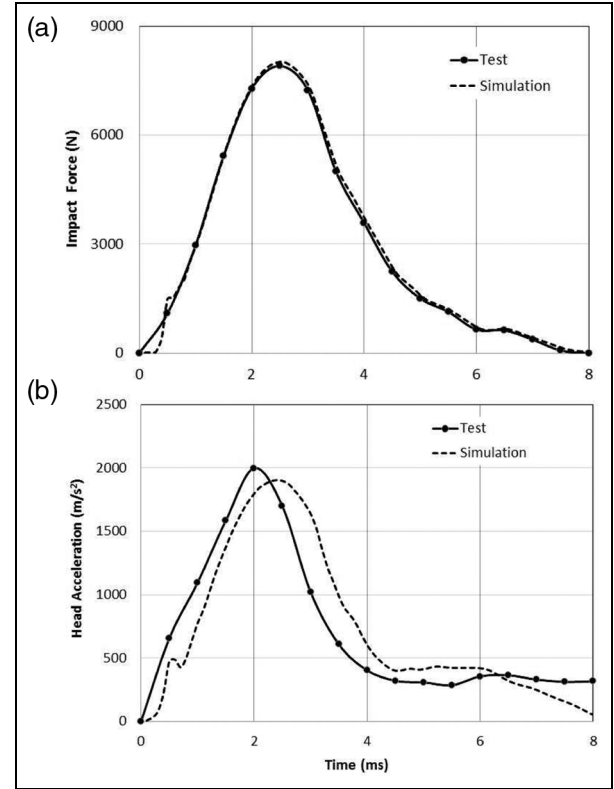 (a)
9000
6000
3000
0
Impact Force (N)
Test
Simulation
0 2 4 6 8
(b)
2500
2000
1500
1000
500
0
Head Acceleration (m/s²)
Test
Simulation
0 2 4 6 8
Time (ms)